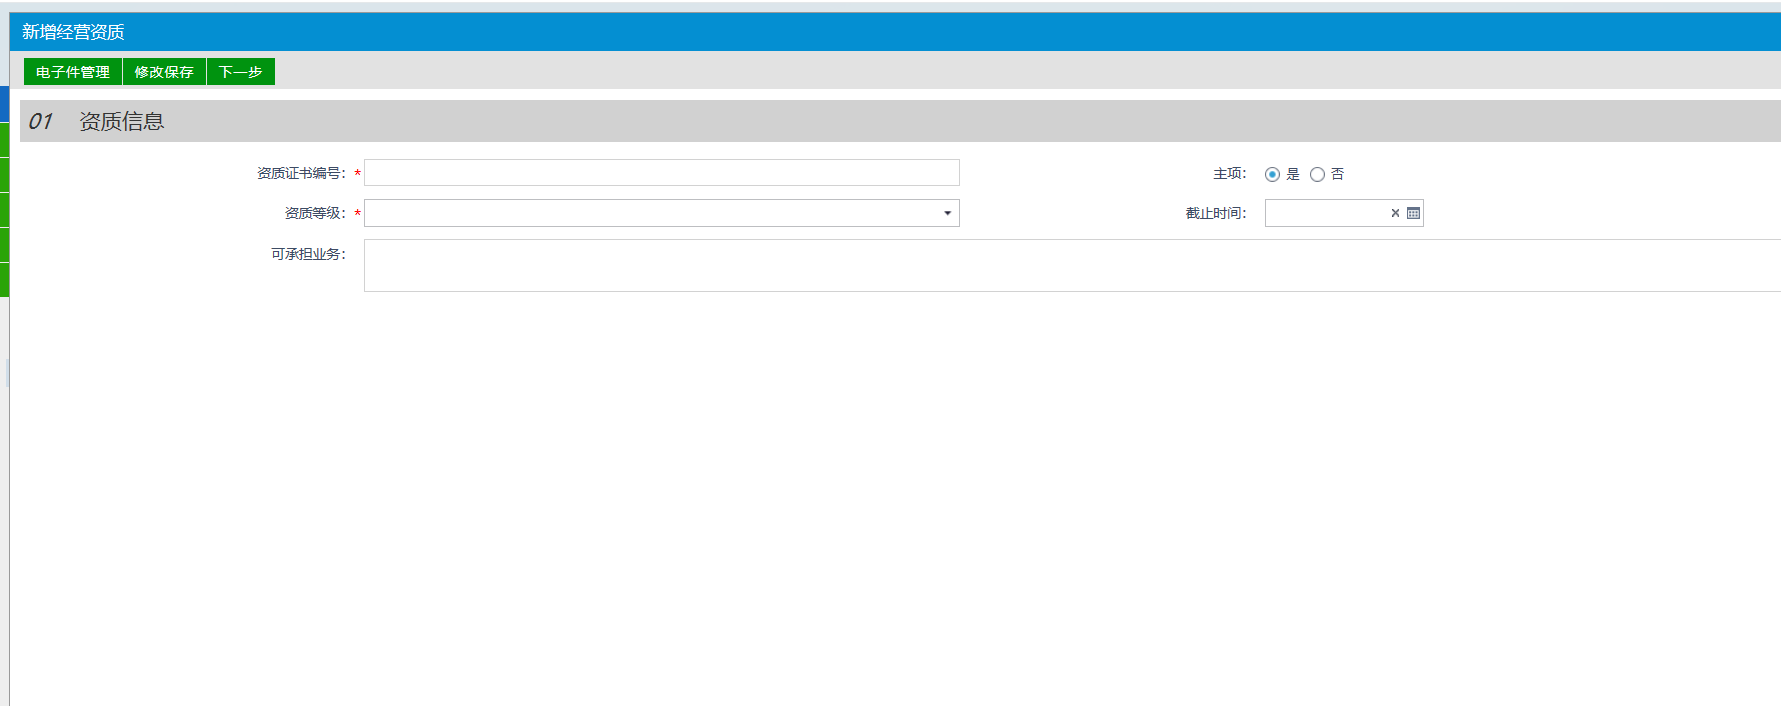 新增经营资质
电子件管理 修改保存 下一步
01 资质信息
资质证书编号：* 主项： 是 否
资质等级：* 截止时间：
可承担业务：